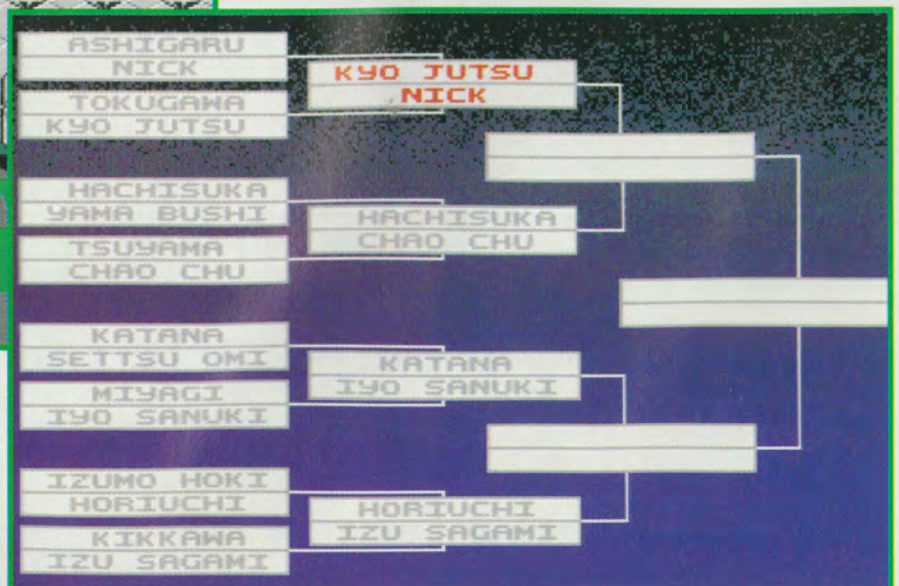 ASHIGARU
NICK
TOKUGAWA
KYO JUTSU
HACHISUKA
YAMA BUSHI
TSUYAMA
CHAO CHU
KATANA
SETTSU OMI
MIYAGI
IYO SANUKI
IZUMO HOKI
HORIUCHI
KIKKAWA
IZU SAGAMI
KYO JUTSU
NICK
HACHISUKA
CHAO CHU
KATANA
IYO SANUKI
HORIUCHI
IZU SAGAMI